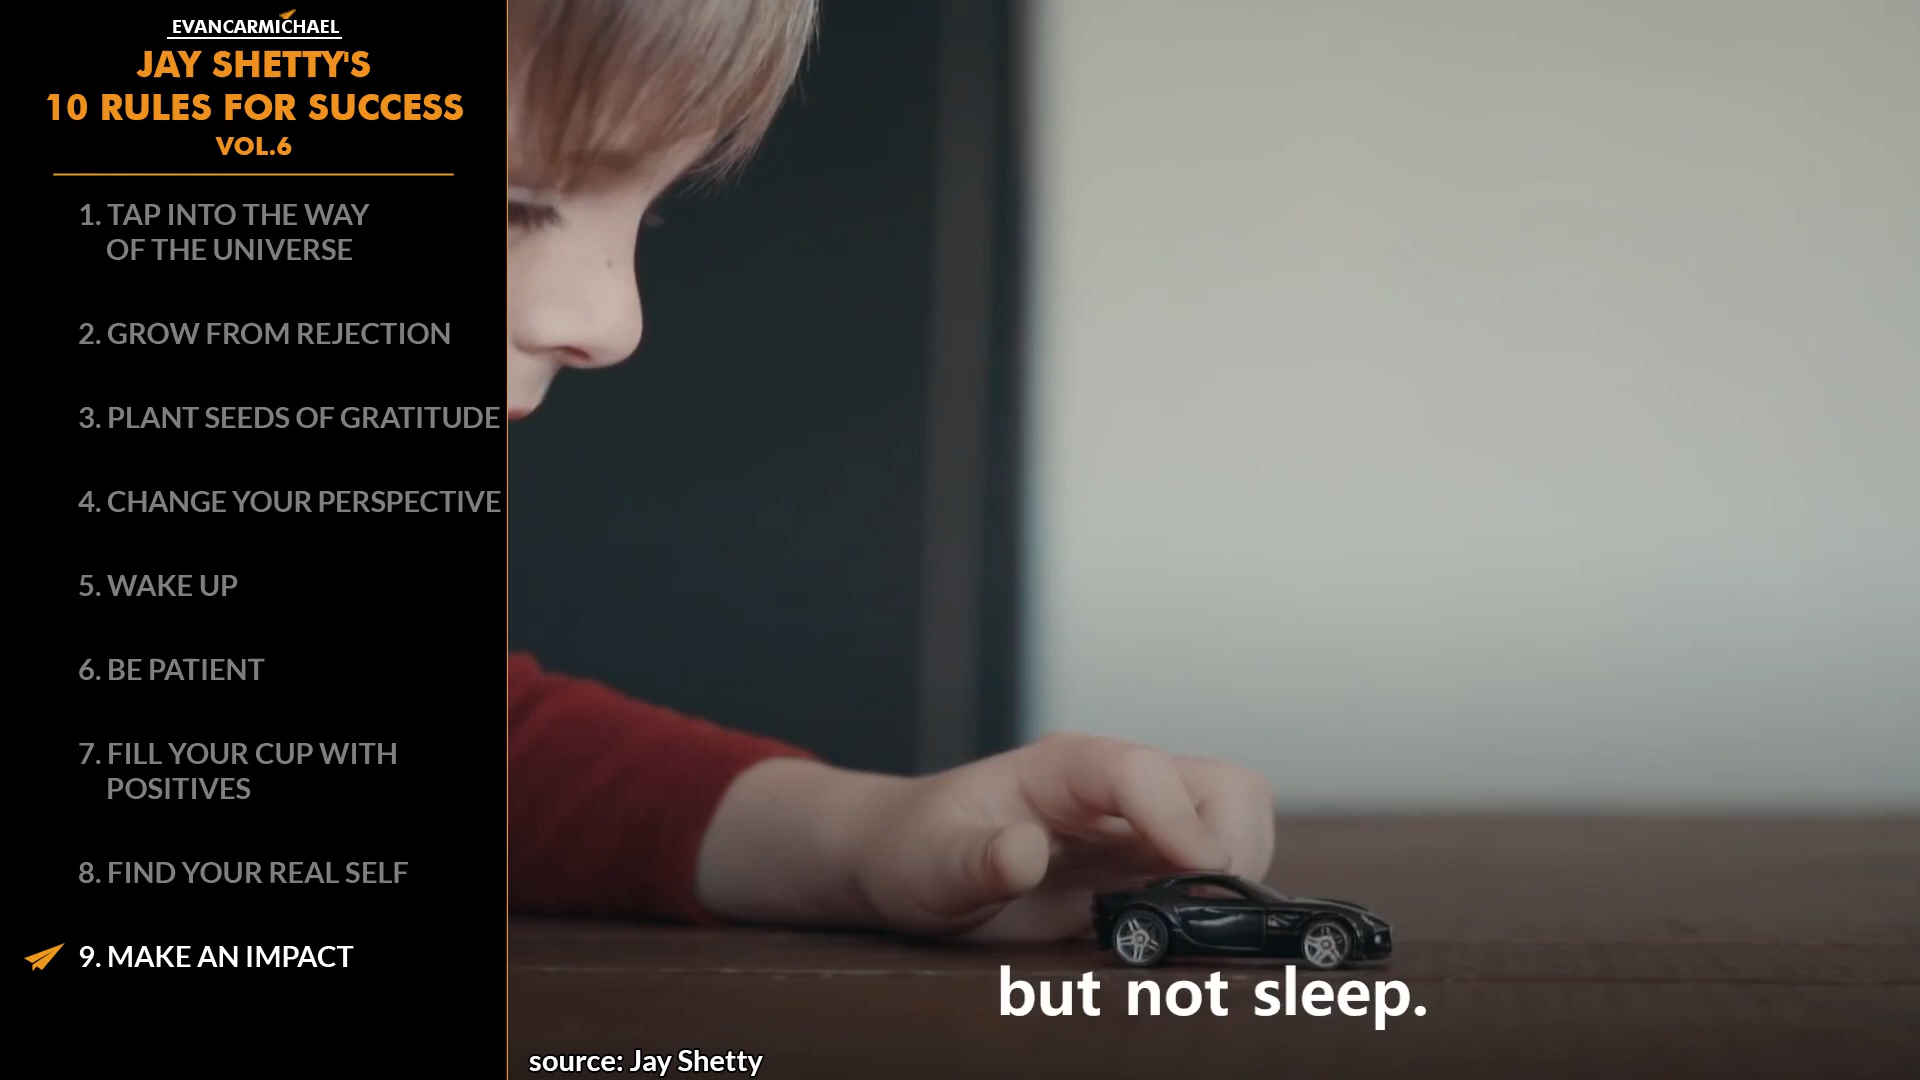 EVANCARMICHAEL
JAY SHETTY'S
10 RULES FOR SUCCESS
VOL.6
1. TAP INTO THE WAY
OF THE UNIVERSE
2. GROW FROM REJECTION
3. PLANT SEEDS OF GRATITUDE
4. CHANGE YOUR PERSPECTIVE
5. WAKE UP
6. BE PATIENT
7. FILL YOUR CUP WITH
POSITIVES
8. FIND YOUR REAL SELF
9. MAKE AN IMPACT
but not sleep.
source: Jay Shetty